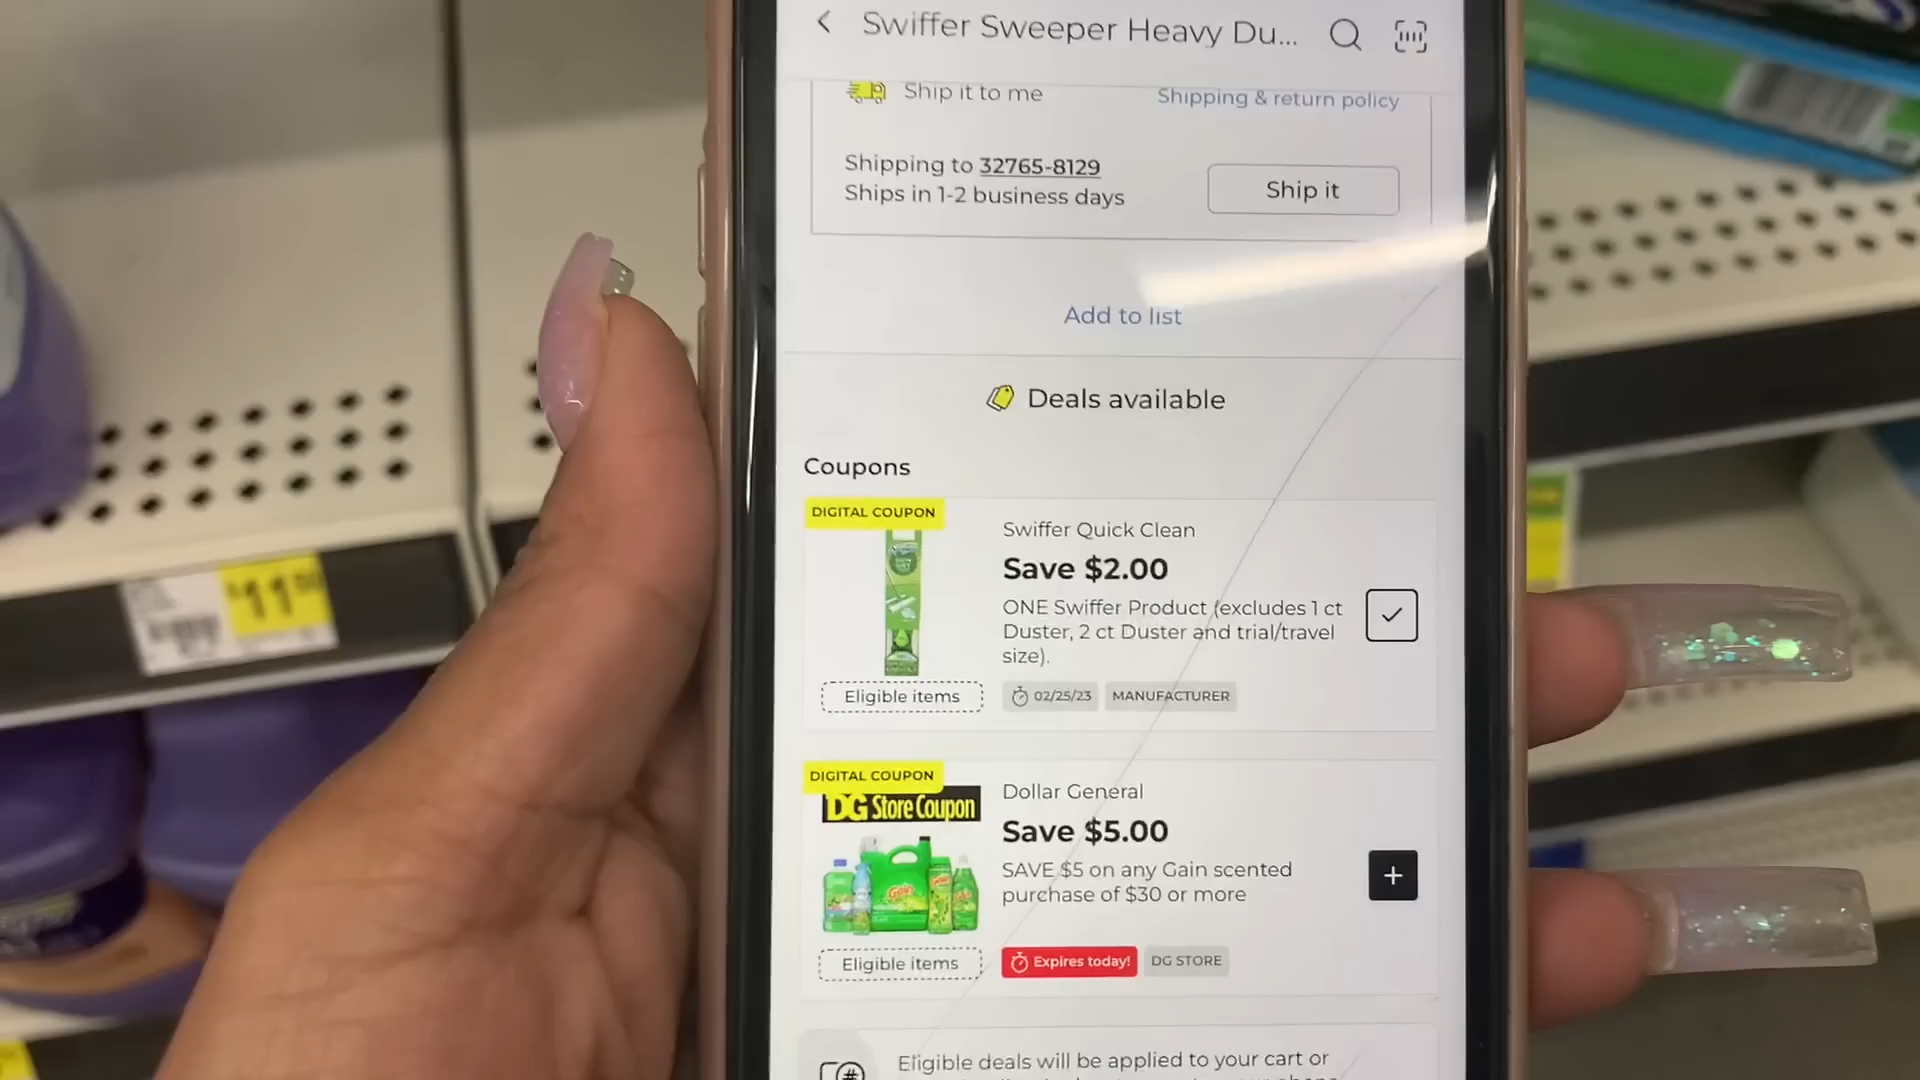 Swiffer Sweeper Heavy Du...
Ship it to me
Shipping & return policy
Shipping to 32765-8129
Ships in 1-2 business days
Ship it
Add to list
Deals available
Coupons
DIGITAL COUPON
Swiffer Quick Clean
Save $2.00
ONE Swiffer Product (excludes 1 ct
Duster, 2 ct Duster and trial/travel
size).
Eligible items
02/25/23
MANUFACTURER
DIGITAL COUPON
DG Store Coupon
Gain
Dollar General
Save $5.00
SAVE $5 on any Gain scented
purchase of $30 or more
Eligible items
Expires today!
DG STORE
Eligible deals will be applied to your cart or
$11